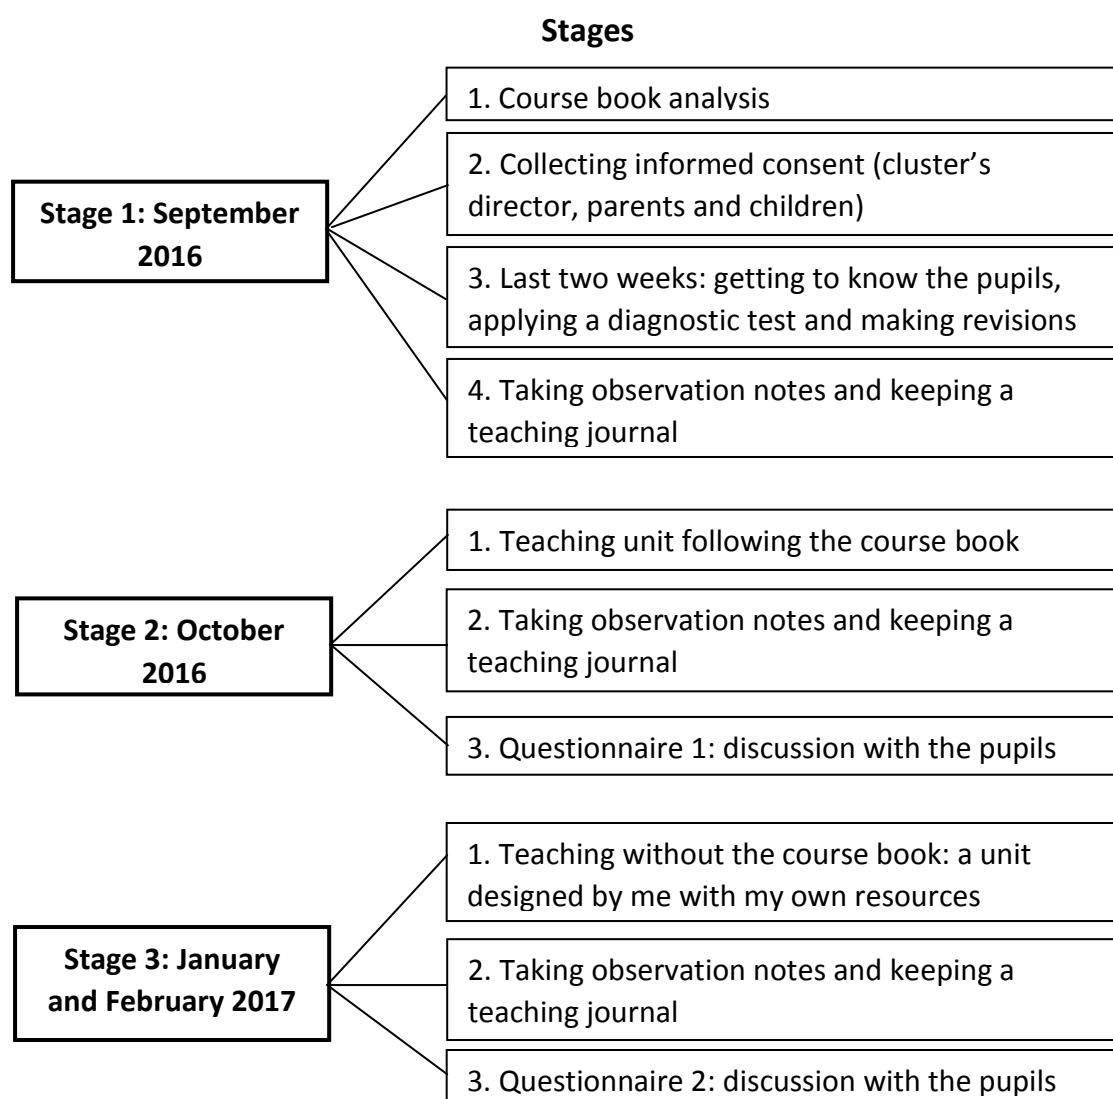 Stages
Stage 1: September
2016
1. Course book analysis
2. Collecting informed consent (cluster’s
director, parents and children)
3. Last two weeks: getting to know the pupils,
applying a diagnostic test and making revisions
4. Taking observation notes and keeping a
teaching journal
Stage 2: October
2016
1. Teaching unit following the course book
2. Taking observation notes and keeping a
teaching journal
3. Questionnaire 1: discussion with the pupils
Stage 3: January
and February 2017
1. Teaching without the course book: a unit
designed by me with my own resources
2. Taking observation notes and keeping a
teaching journal
3. Questionnaire 2: discussion with the pupils